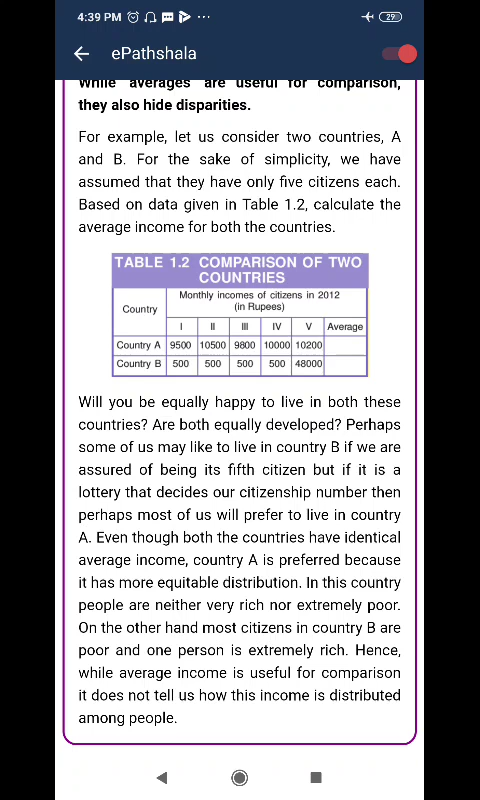 4:39 PM
29
ePathshala
While averages are useful for comparison,
they also hide disparities.
For example, let us consider two countries, A
and B. For the sake of simplicity, we have
assumed that they have only five citizens each.
Based on data given in Table 1.2, calculate the
average income for both the countries.
TABLE 1.2 COMPARISON OF TWO
COUNTRIES
Country
Monthly incomes of citizens in 2012
(in Rupees)
I II III IV V Average
Country A 9500 10500 9800 10000 10200
Country B 500 500 500 500 48000
Will you be equally happy to live in both these
countries? Are both equally developed? Perhaps
some of us may like to live in country B if we are
assured of being its fifth citizen but if it is a
lottery that decides our citizenship number then
perhaps most of us will prefer to live in country
A. Even though both the countries have identical
average income, country A is preferred because
it has more equitable distribution. In this country
people are neither very rich nor extremely poor.
On the other hand most citizens in country B are
poor and one person is extremely rich. Hence,
while average income is useful for comparison
it does not tell us how this income is distributed
among people.